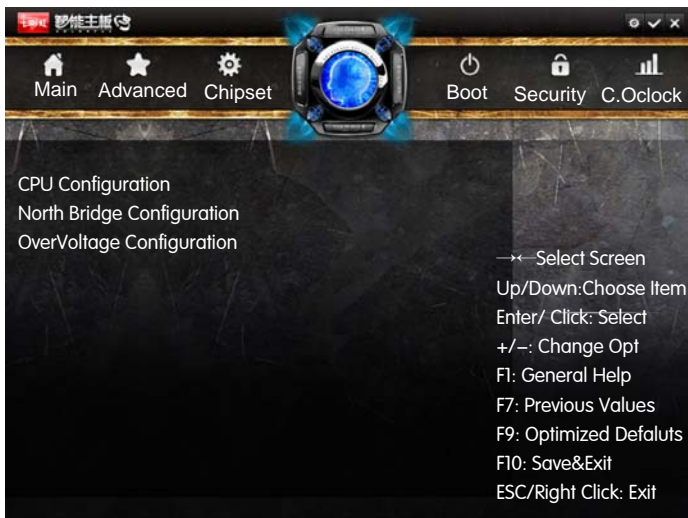 智能主板
Main Advanced Chipset Boot Security C.Oclock
CPU Configuration
North Bridge Configuration
OverVoltage Configuration
→←Select Screen
Up/Down:Choose Item
Enter/ Click: Select
+/–: Change Opt
F1: General Help
F7: Previous Values
F9: Optimized Defaluts
F10: Save&Exit
ESC/Right Click: Exit